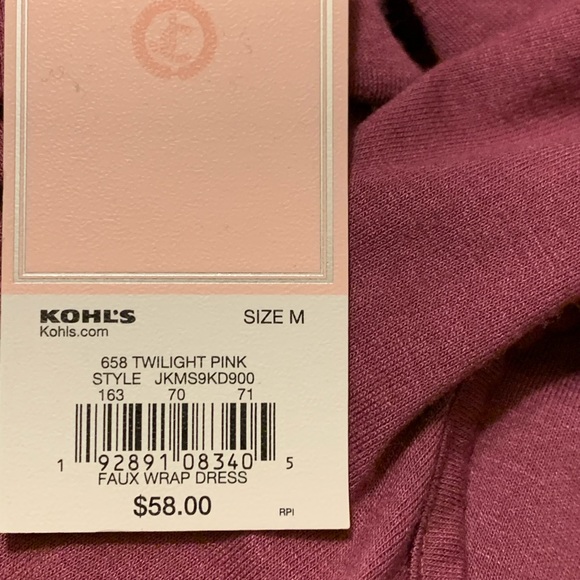 KOHL'S
Kohls.com
SIZE M
658 TWILIGHT PINK
STYLE JKMS9KD900
163 70 71
1 92891 08340 5
FAUX WRAP DRESS
$58.00
RPI